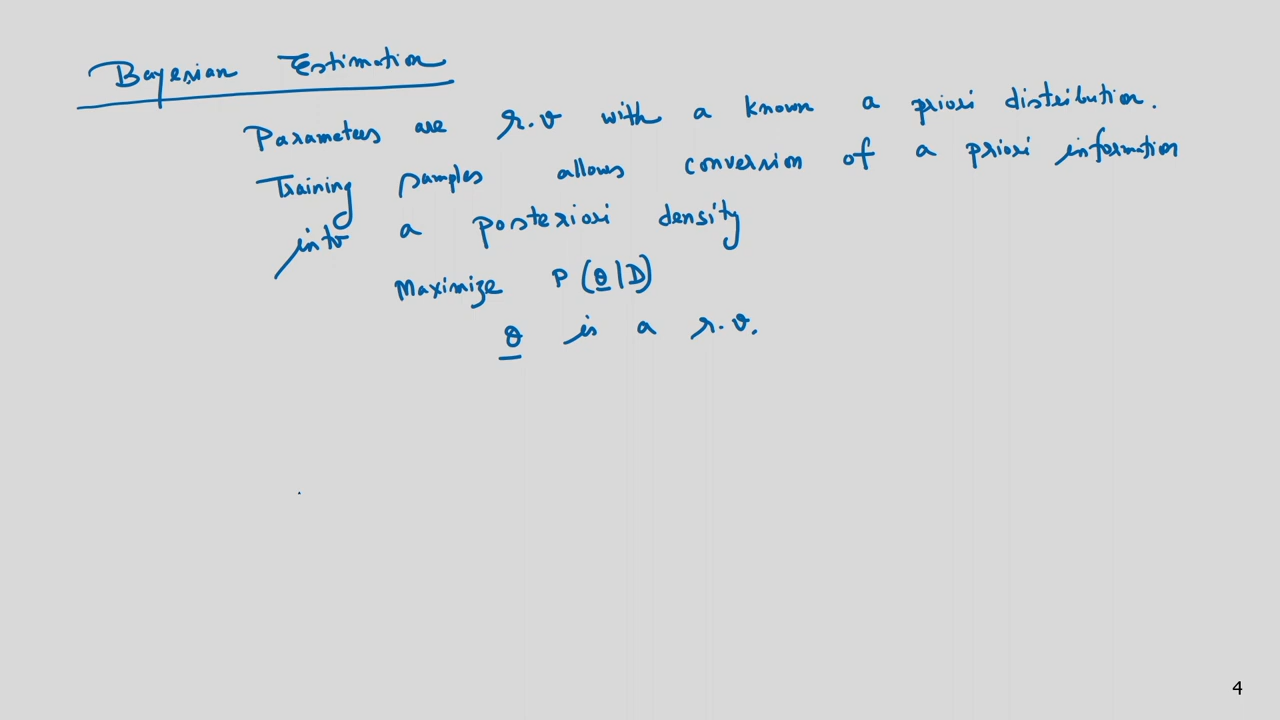 Bayesian Estimation
Parameters are r.v with a known a priori distribution.
Training samples allows conversion of a priori information
into a posteriori density
Maximize P(θ|D)
θ is a r.v.
4